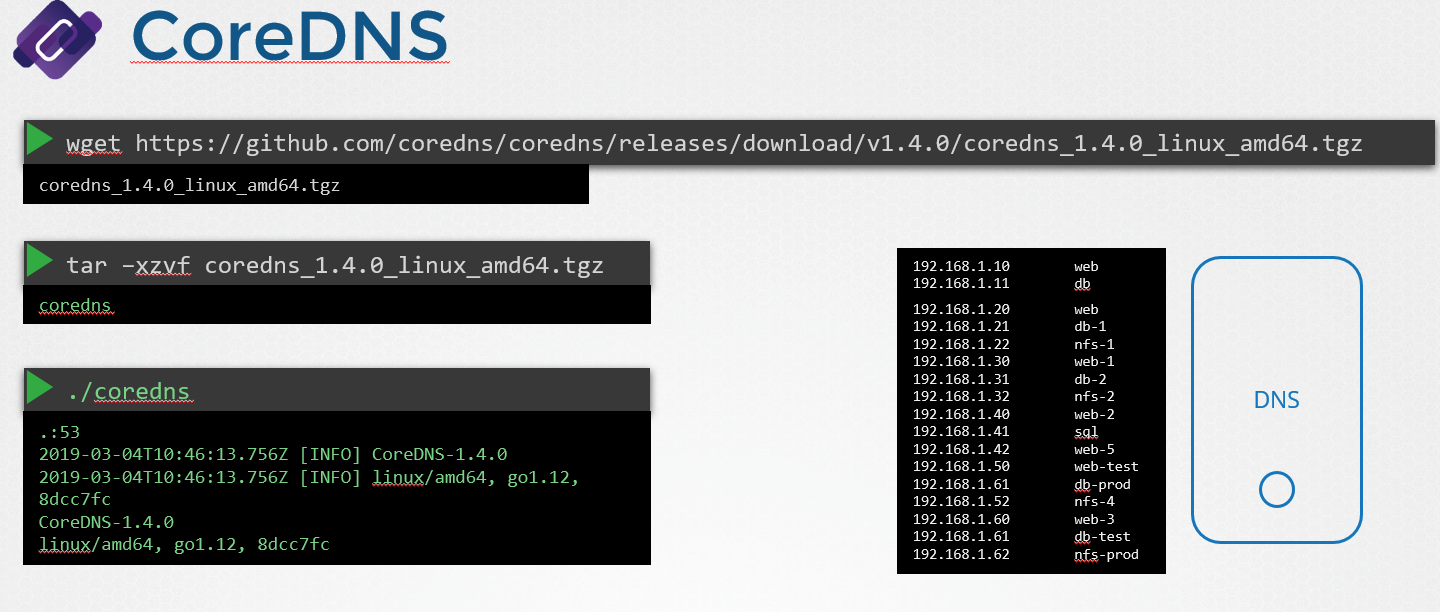 CoreDNS
wget https://github.com/coredns/coredns/releases/download/v1.4.0/coredns_1.4.0_linux_amd64.tgz
coredns_1.4.0_linux_amd64.tgz
tar –xzvf coredns_1.4.0_linux_amd64.tgz
coredns
./coredns
.:53
2019-03-04T10:46:13.756Z [INFO] CoreDNS-1.4.0
2019-03-04T10:46:13.756Z [INFO] linux/amd64, go1.12,
8dcc7fc
CoreDNS-1.4.0
linux/amd64, go1.12, 8dcc7fc
192.168.1.10 web
192.168.1.11 db
192.168.1.20 web
192.168.1.21 db-1
192.168.1.22 nfs-1
192.168.1.30 web-1
192.168.1.31 db-2
192.168.1.32 nfs-2
192.168.1.40 web-2
192.168.1.41 sql
192.168.1.42 web-5
192.168.1.50 web-test
192.168.1.61 db-prod
192.168.1.52 nfs-4
192.168.1.60 web-3
192.168.1.61 db-test
192.168.1.62 nfs-prod
DNS